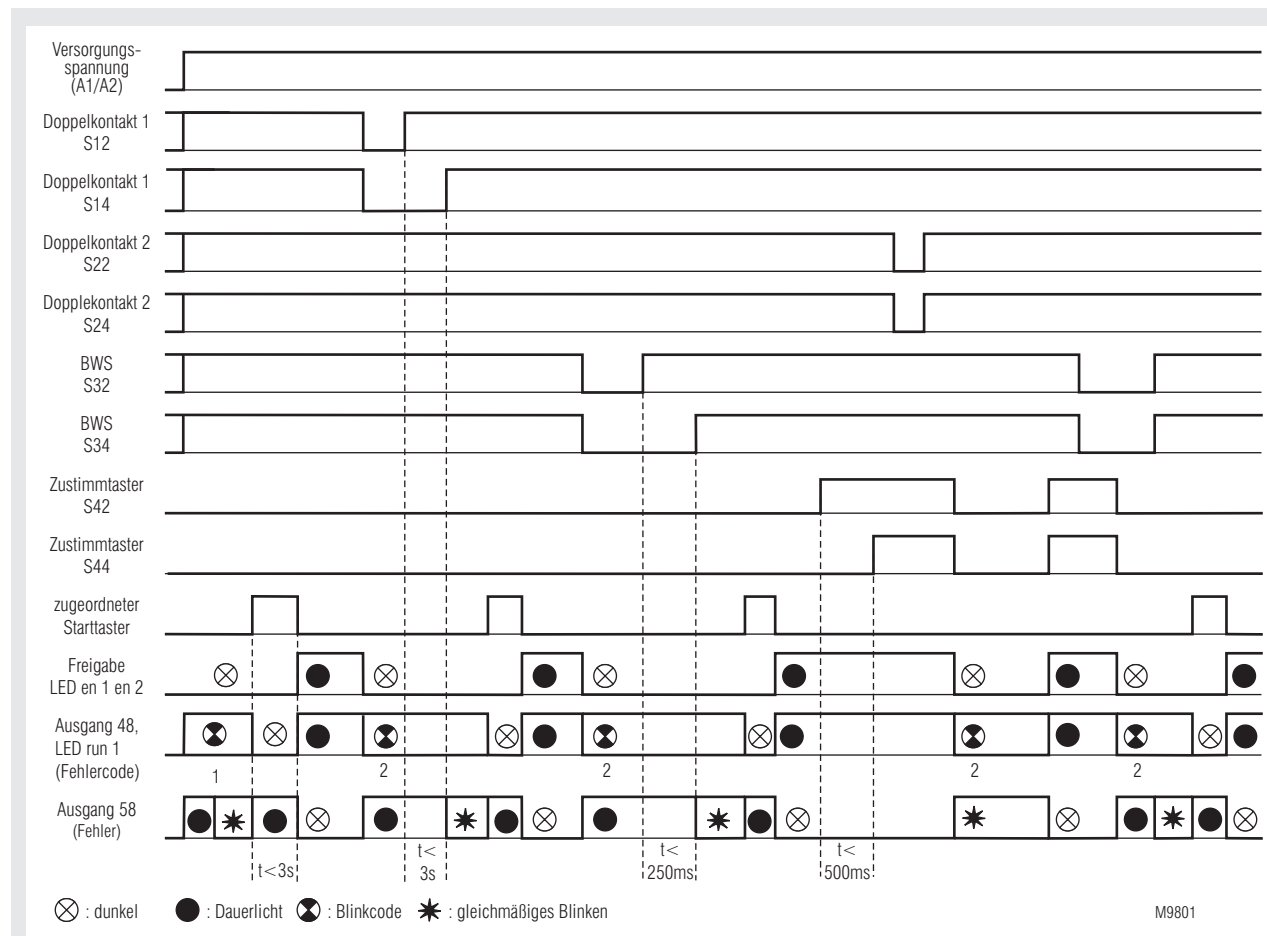 Versorgungs-
spannung
(A1/A2)
Doppelkontakt 1
S12
Doppelkontakt 1
S14
Doppelkontakt 2
S22
Dopplekontakt 2
S24
BWS
S32
BWS
S34
Zustimmtaster
S42
Zustimmtaster
S44
zugeordneter
Starttaster
Freigabe
LED en 1 en 2
Ausgang 48,
LED run 1
(Fehlercode)
1 2 2 2 2
Ausgang 58
(Fehler)
t<3s
t<
3s
t<
250ms
t<
500ms
: dunkel : Dauerlicht : Blinkcode : gleichmäßiges Blinken
M9801